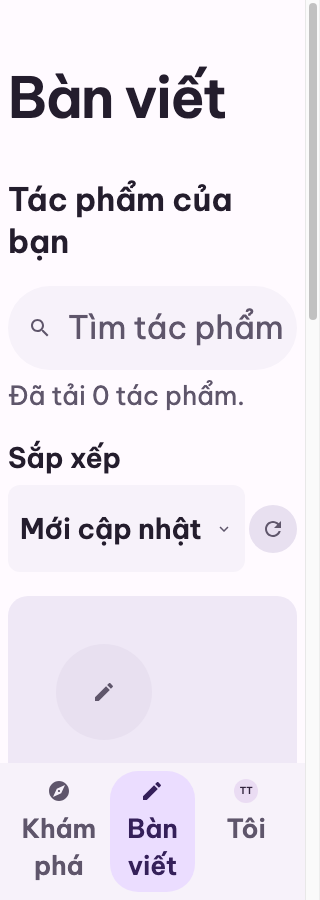 Bàn viết
Tác phẩm của
bạn
Tìm tác phẩm
Đã tải 0 tác phẩm.
Sắp xếp
Mới cập nhật
Khám
phá
Bàn
viết
TT
Tôi